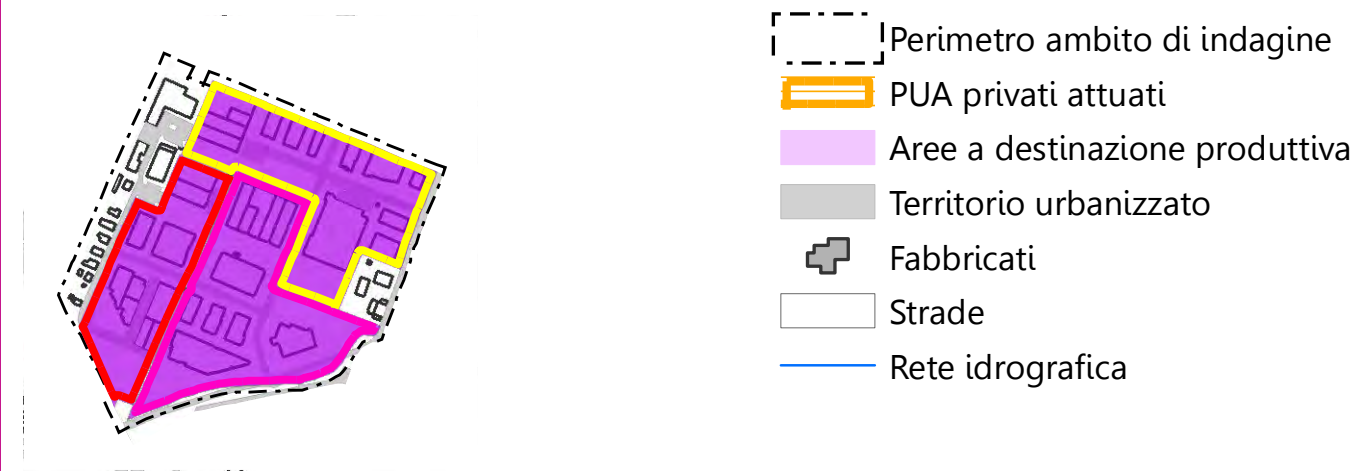 Perimetro ambito di indagine
PUA privati attuati
Aree a destinazione produttiva
Territorio urbanizzato
Fabbricati
Strade
Rete idrografica